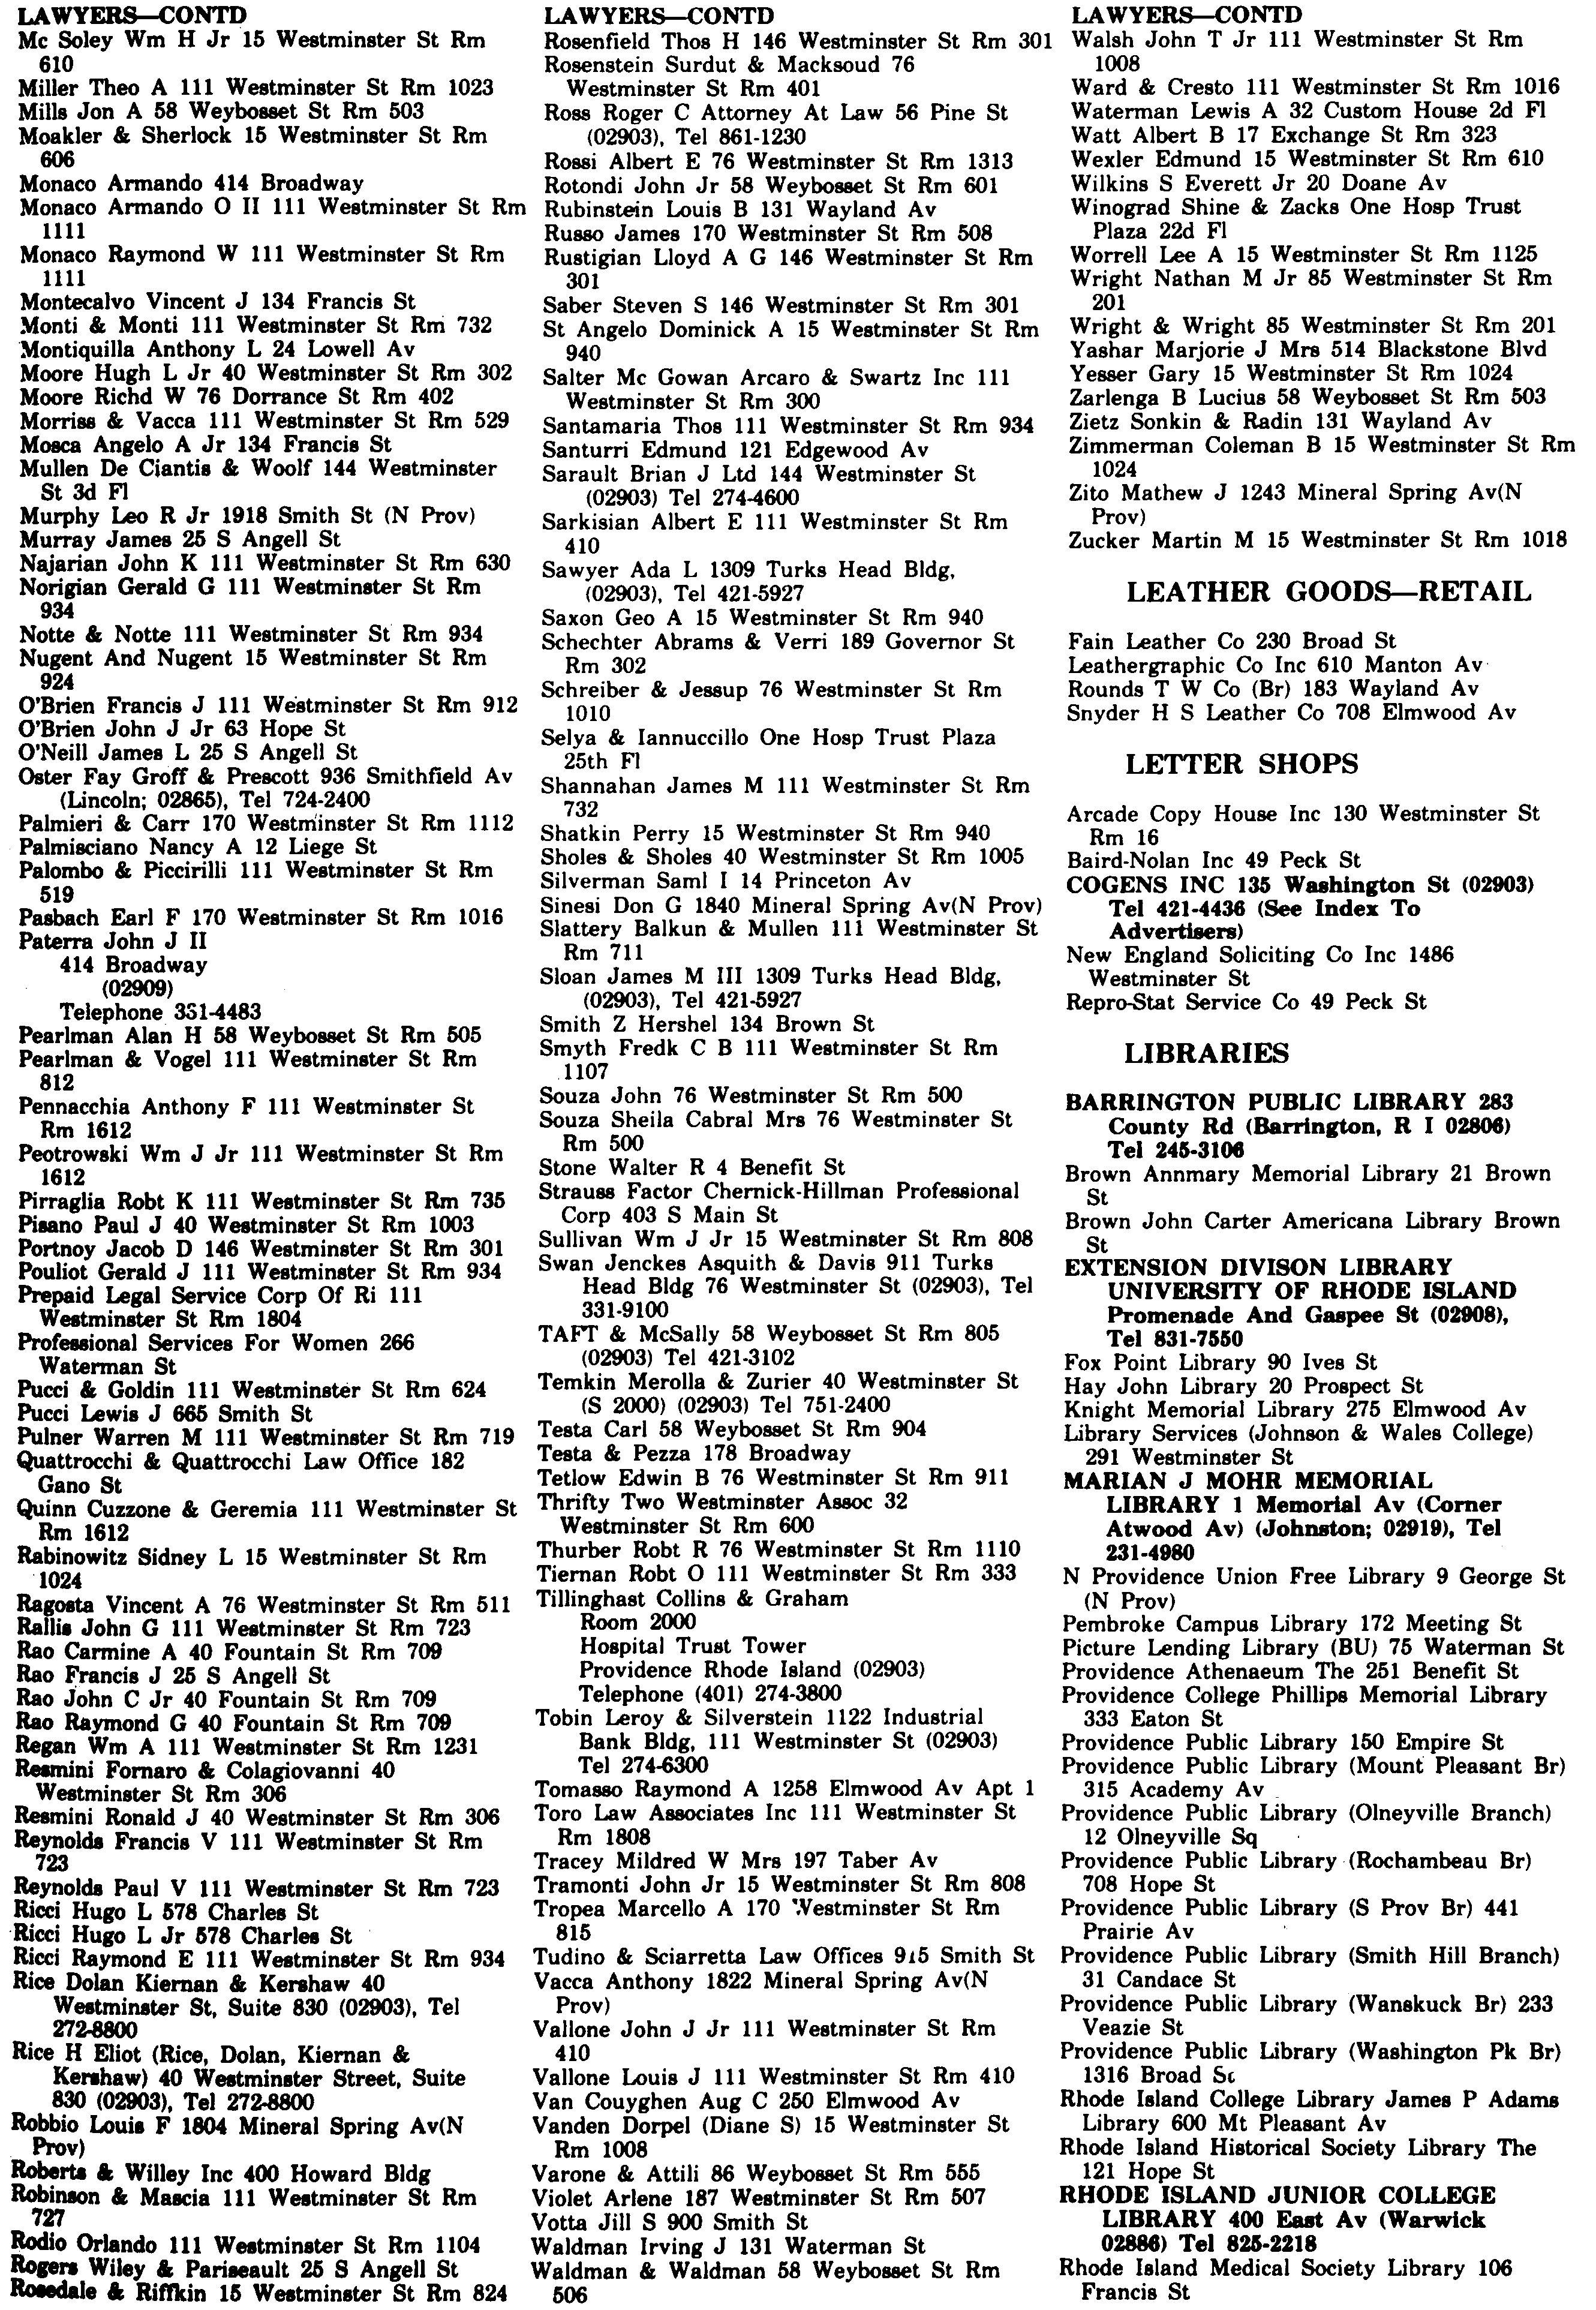 LAWYERS—CONTD
Mc Soley Wm H Jr 15 Westminster St Rm
610
Miller Theo A 111 Westminster St Rm 1023
Mills Jon A 58 Weybosset St Rm 503
Moakler & Sherlock 15 Westminster St Rm
606
Monaco Armando 414 Broadway
Monaco Armando O II 111 Westminster St Rm
1111
Monaco Raymond W 111 Westminster St Rm
1111
Montecalvo Vincent J 134 Francis St
Monti & Monti 111 Westminster St Rm 732
Montiquilla Anthony L 24 Lowell Av
Moore Hugh L Jr 40 Westminster St Rm 302
Moore Richd W 76 Dorrance St Rm 402
Morriss & Vacca 111 Westminster St Rm 529
Mosca Angelo A Jr 134 Francis St
Mullen De Ciantis & Woolf 144 Westminster
St 3d Fl
Murphy Leo R Jr 1918 Smith St (N Prov)
Murray James 25 S Angell St
Najarian John K 111 Westminster St Rm 630
Norigian Gerald G 111 Westminster St Rm
934
Notte & Notte 111 Westminster St Rm 934
Nugent And Nugent 15 Westminster St Rm
924
O'Brien Francis J 111 Westminster St Rm 912
O'Brien John J Jr 63 Hope St
O'Neill James L 25 S Angell St
Oster Fay Groff & Prescott 936 Smithfield Av
(Lincoln; 02865), Tel 724-2400
Palmieri & Carr 170 Westminster St Rm 1112
Palmisciano Nancy A 12 Liege St
Palombo & Piccirilli 111 Westminster St Rm
519
Pasbach Earl F 170 Westminster St Rm 1016
Paterra John J II
414 Broadway
(02909)
Telephone 331-4483
Pearlman Alan H 58 Weybosset St Rm 505
Pearlman & Vogel 111 Westminster St Rm
812
Pennacchia Anthony F 111 Westminster St
Rm 1612
Peotrowski Wm J Jr 111 Westminster St Rm
1612
Pirraglia Robt K 111 Westminster St Rm 735
Pisano Paul J 40 Westminster St Rm 1003
Portnoy Jacob D 146 Westminster St Rm 301
Pouliot Gerald J 111 Westminster St Rm 934
Prepaid Legal Service Corp Of Ri 111
Westminster St Rm 1804
Professional Services For Women 266
Waterman St
Pucci & Goldin 111 Westminster St Rm 624
Pucci Lewis J 665 Smith St
Pulner Warren M 111 Westminster St Rm 719
Quattrocchi & Quattrocchi Law Office 182
Gano St
Quinn Cuzzone & Geremia 111 Westminster St
Rm 1612
Rabinowitz Sidney L 15 Westminster St Rm
1024
Ragosta Vincent A 76 Westminster St Rm 511
Rallis John G 111 Westminster St Rm 723
Rao Carmine A 40 Fountain St Rm 709
Rao Francis J 25 S Angell St
Rao John C Jr 40 Fountain St Rm 709
Rao Raymond G 40 Fountain St Rm 709
Regan Wm A 111 Westminster St Rm 1231
Resmini Fornaro & Colagiovanni 40
Westminster St Rm 306
Resmini Ronald J 40 Westminster St Rm 306
Reynolds Francis V 111 Westminster St Rm
723
Reynolds Paul V 111 Westminster St Rm 723
Ricci Hugo L 578 Charles St
Ricci Hugo L Jr 578 Charles St
Ricci Raymond E 111 Westminster St Rm 934
Rice Dolan Kiernan & Kershaw 40
Westminster St, Suite 830 (02903), Tel
272-8800
Rice H Eliot (Rice, Dolan, Kiernan &
Kershaw) 40 Westminster Street, Suite
830 (02903), Tel 272-8800
Robbio Louis F 1804 Mineral Spring Av(N
Prov)
Roberts & Willey Inc 400 Howard Bldg
Robinson & Mascia 111 Westminster St Rm
727
Rodio Orlando 111 Westminster St Rm 1104
Rogers Wiley & Pariseault 25 S Angell St
Rosedale & Riffkin 15 Westminster St Rm 824
LAWYERS—CONTD
Rosenfield Thos H 146 Westminster St Rm 301
Rosenstein Surdut & Macksoud 76
Westminster St Rm 401
Ross Roger C Attorney At Law 56 Pine St
(02903), Tel 861-1230
Rossi Albert E 76 Westminster St Rm 1313
Rotondi John Jr 58 Weybosset St Rm 601
Rubinstein Louis B 131 Wayland Av
Russo James 170 Westminster St Rm 508
Rustigian Lloyd A G 146 Westminster St Rm
301
Saber Steven S 146 Westminster St Rm 301
St Angelo Dominick A 15 Westminster St Rm
940
Salter Mc Gowan Arcaro & Swartz Inc 111
Westminster St Rm 300
Santamaria Thos 111 Westminster St Rm 934
Santurri Edmund 121 Edgewood Av
Sarault Brian J Ltd 144 Westminster St
(02903) Tel 274-4600
Sarkisian Albert E 111 Westminster St Rm
410
Sawyer Ada L 1309 Turks Head Bldg,
(02903), Tel 421-5927
Saxon Geo A 15 Westminster St Rm 940
Schechter Abrams & Verri 189 Governor St
Rm 302
Schreiber & Jessup 76 Westminster St Rm
1010
Selya & Iannuccillo One Hosp Trust Plaza
25th Fl
Shannahan James M 111 Westminster St Rm
732
Shatkin Perry 15 Westminster St Rm 940
Sholes & Sholes 40 Westminster St Rm 1005
Silverman Saml I 14 Princeton Av
Sinesi Don G 1840 Mineral Spring Av(N Prov)
Slattery Balkun & Mullen 111 Westminster St
Rm 711
Sloan James M III 1309 Turks Head Bldg,
(02903), Tel 421-5927
Smith Z Hershel 134 Brown St
Smyth Fredk C B 111 Westminster St Rm
1107
Souza John 76 Westminster St Rm 500
Souza Sheila Cabral Mrs 76 Westminster St
Rm 500
Stone Walter R 4 Benefit St
Strauss Factor Chernick-Hillman Professional
Corp 403 S Main St
Sullivan Wm J Jr 15 Westminster St Rm 808
Swan Jenckes Asquith & Davis 911 Turks
Head Bldg 76 Westminster St (02903), Tel
331-9100
TAFT & McSally 58 Weybosset St Rm 805
(02903) Tel 421-3102
Temkin Merolla & Zurier 40 Westminster St
(S 2000) (02903) Tel 751-2400
Testa Carl 58 Weybosset St Rm 904
Testa & Pezza 178 Broadway
Tetlow Edwin B 76 Westminster St Rm 911
Thrifty Two Westminster Assoc 32
Westminster St Rm 600
Thurber Robt R 76 Westminster St Rm 1110
Tiernan Robt O 111 Westminster St Rm 333
Tillinghast Collins & Graham
Room 2000
Hospital Trust Tower
Providence Rhode Island (02903)
Telephone (401) 274-3800
Tobin Leroy & Silverstein 1122 Industrial
Bank Bldg, 111 Westminster St (02903)
Tel 274-6300
Tomasso Raymond A 1258 Elmwood Av Apt 1
Toro Law Associates Inc 111 Westminster St
Rm 1808
Tracey Mildred W Mrs 197 Taber Av
Tramonti John Jr 15 Westminster St Rm 808
Tropea Marcello A 170 Westminster St Rm
815
Tudino & Sciarretta Law Offices 915 Smith St
Vacca Anthony 1822 Mineral Spring Av(N
Prov)
Vallone John J Jr 111 Westminster St Rm
410
Vallone Louis J 111 Westminster St Rm 410
Van Couyghen Aug C 250 Elmwood Av
Vanden Dorpel (Diane S) 15 Westminster St
Rm 1008
Varone & Attili 86 Weybosset St Rm 555
Violet Arlene 187 Westminster St Rm 507
Votta Jill S 900 Smith St
Waldman Irving J 131 Waterman St
Waldman & Waldman 58 Weybosset St Rm
506
LAWYERS—CONTD
Walsh John T Jr 111 Westminster St Rm
1008
Ward & Cresto 111 Westminster St Rm 1016
Waterman Lewis A 32 Custom House 2d Fl
Watt Albert B 17 Exchange St Rm 323
Wexler Edmund 15 Westminster St Rm 610
Wilkins S Everett Jr 20 Doane Av
Winograd Shine & Zacks One Hosp Trust
Plaza 22d Fl
Worrell Lee A 15 Westminster St Rm 1125
Wright Nathan M Jr 85 Westminster St Rm
201
Wright & Wright 85 Westminster St Rm 201
Yashar Marjorie J Mrs 514 Blackstone Blvd
Yesser Gary 15 Westminster St Rm 1024
Zarlenga B Lucius 58 Weybosset St Rm 503
Zietz Sonkin & Radin 131 Wayland Av
Zimmerman Coleman B 15 Westminster St Rm
1024
Zito Mathew J 1243 Mineral Spring Av(N
Prov)
Zucker Martin M 15 Westminster St Rm 1018
LEATHER GOODS—RETAIL
Fain Leather Co 230 Broad St
Leathergraphic Co Inc 610 Manton Av
Rounds T W Co (Br) 183 Wayland Av
Snyder H S Leather Co 708 Elmwood Av
LETTER SHOPS
Arcade Copy House Inc 130 Westminster St
Rm 16
Baird-Nolan Inc 49 Peck St
COGENS INC 135 Washington St (02903)
Tel 421-4436 (See Index To
Advertisers)
New England Soliciting Co Inc 1486
Westminster St
Repro-Stat Service Co 49 Peck St
LIBRARIES
BARRINGTON PUBLIC LIBRARY 283
County Rd (Barrington, R I 02806)
Tel 245-3106
Brown Annmary Memorial Library 21 Brown
St
Brown John Carter Americana Library Brown
St
EXTENSION DIVISON LIBRARY
UNIVERSITY OF RHODE ISLAND
Promenade And Gaspee St (02908),
Tel 831-7550
Fox Point Library 90 Ives St
Hay John Library 20 Prospect St
Knight Memorial Library 275 Elmwood Av
Library Services (Johnson & Wales College)
291 Westminster St
MARIAN J MOHR MEMORIAL
LIBRARY 1 Memorial Av (Corner
Atwood Av) (Johnston; 02919), Tel
231-4980
N Providence Union Free Library 9 George St
(N Prov)
Pembroke Campus Library 172 Meeting St
Picture Lending Library (BU) 75 Waterman St
Providence Athenaeum The 251 Benefit St
Providence College Phillips Memorial Library
333 Eaton St
Providence Public Library 150 Empire St
Providence Public Library (Mount Pleasant Br)
315 Academy Av
Providence Public Library (Olneyville Branch)
12 Olneyville Sq
Providence Public Library (Rochambeau Br)
708 Hope St
Providence Public Library (S Prov Br) 441
Prairie Av
Providence Public Library (Smith Hill Branch)
31 Candace St
Providence Public Library (Wanskuck Br) 233
Veazie St
Providence Public Library (Washington Pk Br)
1316 Broad St
Rhode Island College Library James P Adams
Library 600 Mt Pleasant Av
Rhode Island Historical Society Library The
121 Hope St
RHODE ISLAND JUNIOR COLLEGE
LIBRARY 400 East Av (Warwick
02886) Tel 825-2218
Rhode Island Medical Society Library 106
Francis St